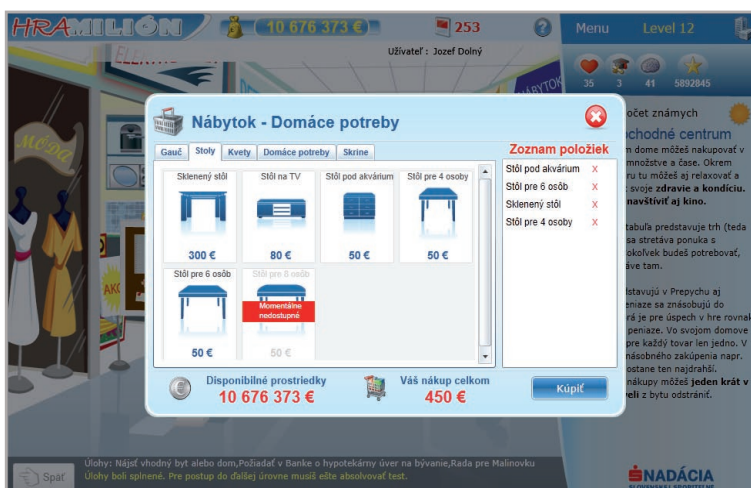 HRAMILIÓN
10 676 373 €
253
?
Menu
Level 12
Užívateľ : Jozef Dolný
35
3
41
5892845
NÁBYTOK
MÓDA
Nábytok - Domáce potreby
Gauč
Stoly
Kvety
Domáce potreby
Skrine
Zoznam položiek
Sklenený stôl
Stôl na TV
Stôl pod akvárium
Stôl pre 4 osoby
300 €
80 €
50 €
50 €
Stôl pre 6 osôb
Stôl pre 8 osôb
Momentálne
nedostupné
50 €
50 €
Stôl pod akvárium X
Stôl pre 6 osôb X
Sklenený stôl X
Stôl pre 4 osoby X
Disponibilné prostriedky
10 676 373 €
Váš nákup celkom
450 €
Kúpiť
očet známych
chodné centrum
m dome môžeš nakupovať v
množstve a čase. Okrem
ru tu môžeš aj relaxovať a
svoje zdravie a kondíciu.
navštíviť aj kino.
tabuľa predstavuje trh (teda
sa stretáva ponuka s
okoľvek budeš potrebovať,
áve tam.
dstavujú v Prepychu aj
eniaze sa znásobujú do
rá je pre úspech v hre rovnak
peniaze. Vo svojom domove
pre každý tovar len jedno. V
násobného zakúpenia napr.
ostane ten najdrahší.
nákupy môžeš jeden krát v
veli z bytu odstrániť.
Späť
Úlohy: Nájsť vhodný byt alebo dom,Požiadať v Banke o hypotekárny úver na bývanie,Rada pre Malinovku
Úlohy boli splnené. Pre postup do ďalšej úrovne musíš ešte absolvovať test.
NADÁCIA
SLOVENSKEJ SPORITEĽNE